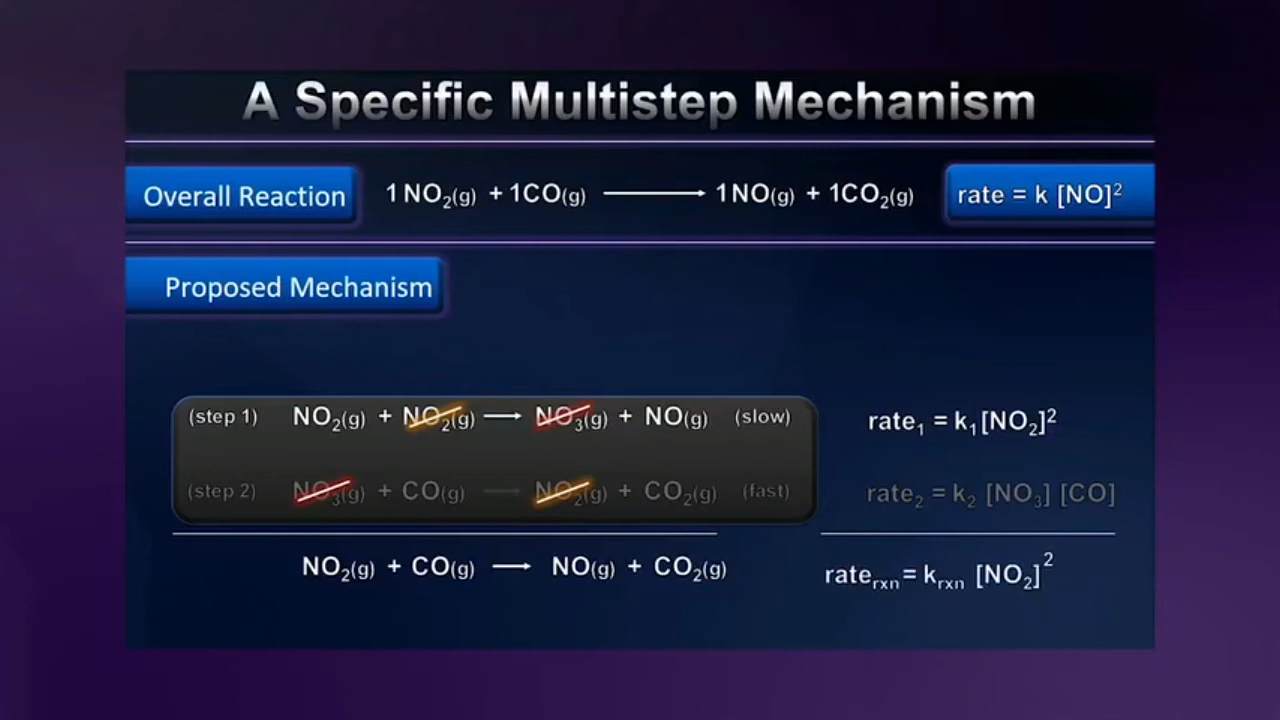 A Specific Multistep Mechanism
Overall Reaction 1 NO₂(g) + 1CO(g) ⟶ 1NO(g) + 1CO₂(g) rate = k [NO]²
Proposed Mechanism
(step 1) NO₂(g) + NO₂(g) ⟶ NO₃(g) + NO(g) (slow) rate₁ = k₁[NO₂]²
(step 2) NO₃(g) + CO(g) ⟶ NO₂(g) + CO₂(g) (fast) rate₂ = k₂ [NO₃] [CO]
NO₂(g) + CO(g) ⟶ NO(g) + CO₂(g) rate_rxn = k_rxn [NO₂]²